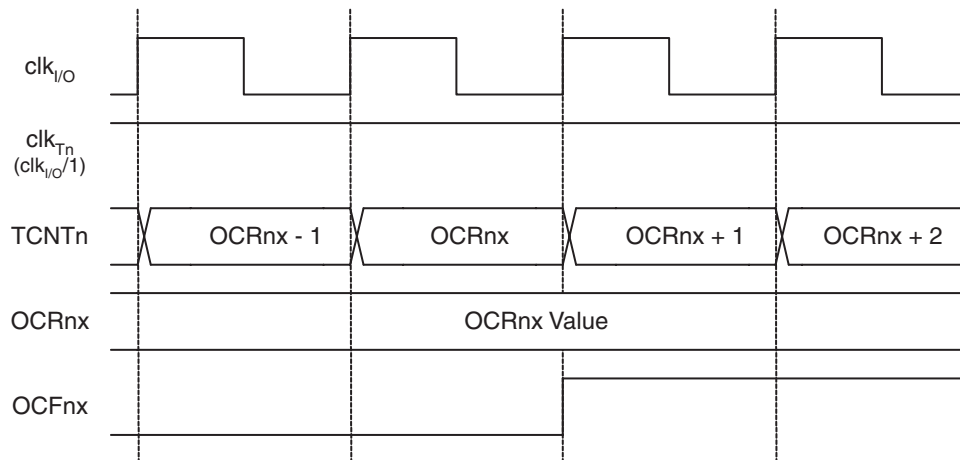 clkI/O
clkTn
(clkI/O/1)
TCNTn OCRnx - 1 OCRnx OCRnx + 1 OCRnx + 2
OCRnx OCRnx Value
OCFnx